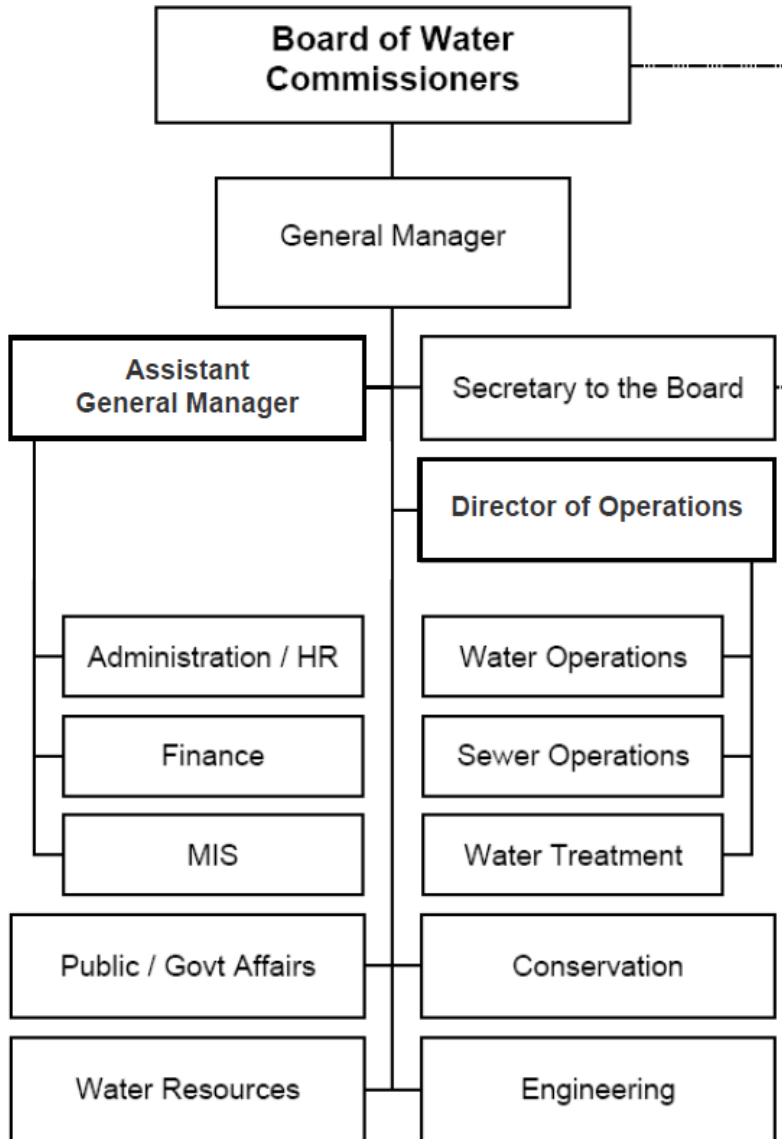 Board of Water
Commissioners
General Manager
Assistant
General Manager
Secretary to the Board
Director of Operations
Administration / HR
Water Operations
Finance
Sewer Operations
MIS
Water Treatment
Public / Govt Affairs
Conservation
Water Resources
Engineering